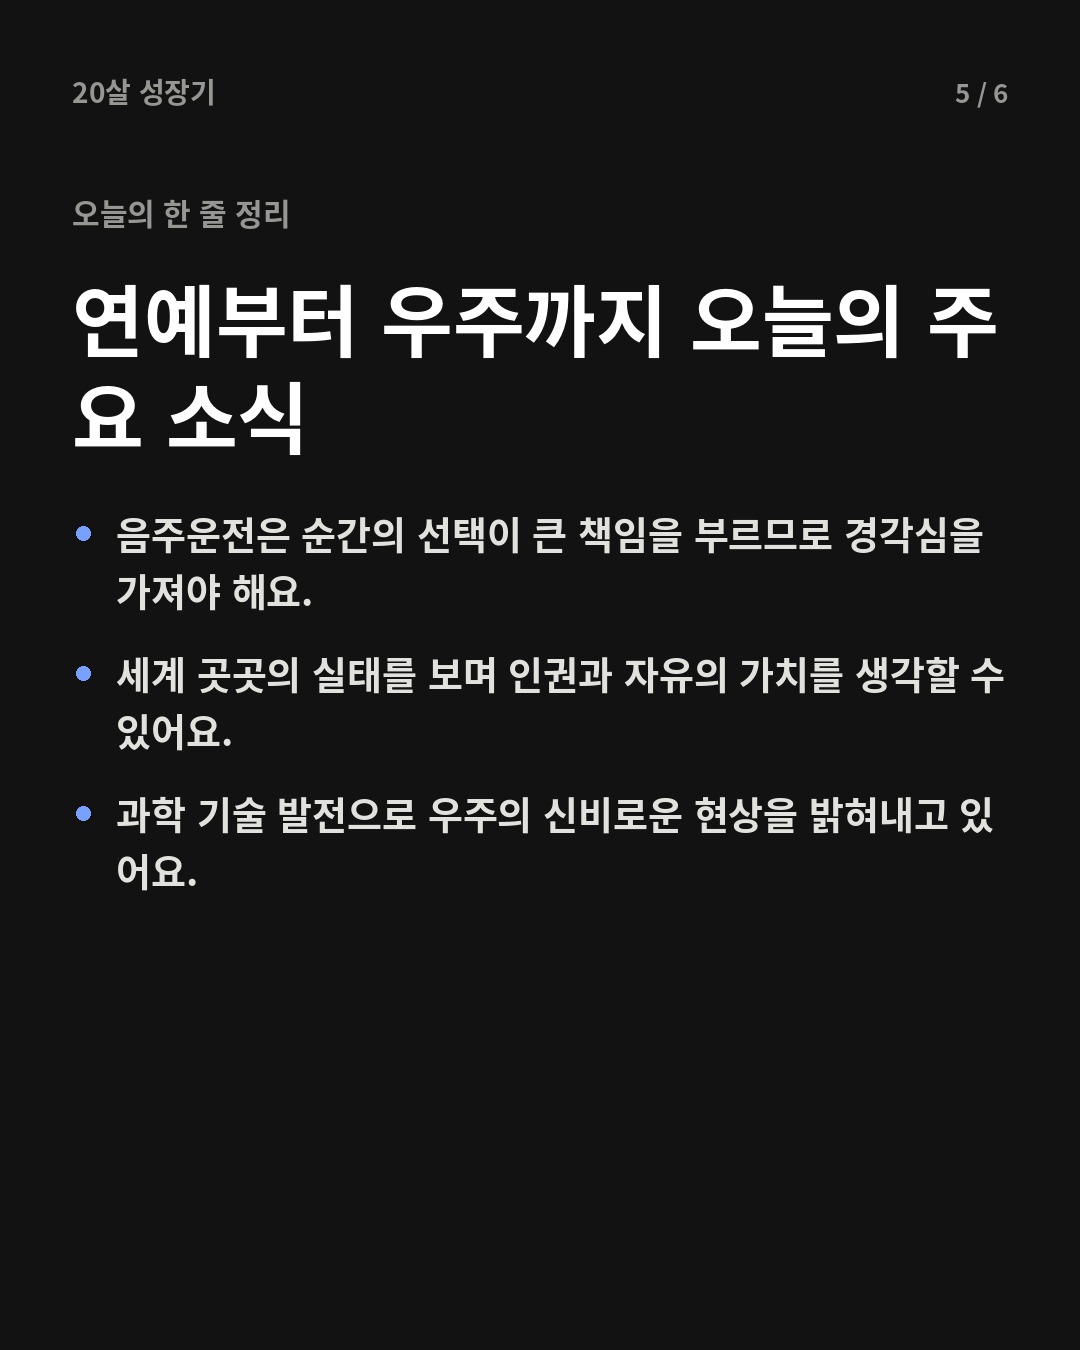 20살 성장기
5 / 6
오늘의 한 줄 정리
연예부터 우주까지 오늘의 주
요 소식
음주운전은 순간의 선택이 큰 책임을 부르므로 경각심을
가져야 해요.
세계 곳곳의 실태를 보며 인권과 자유의 가치를 생각할 수
있어요.
과학 기술 발전으로 우주의 신비로운 현상을 밝혀내고 있
어요.